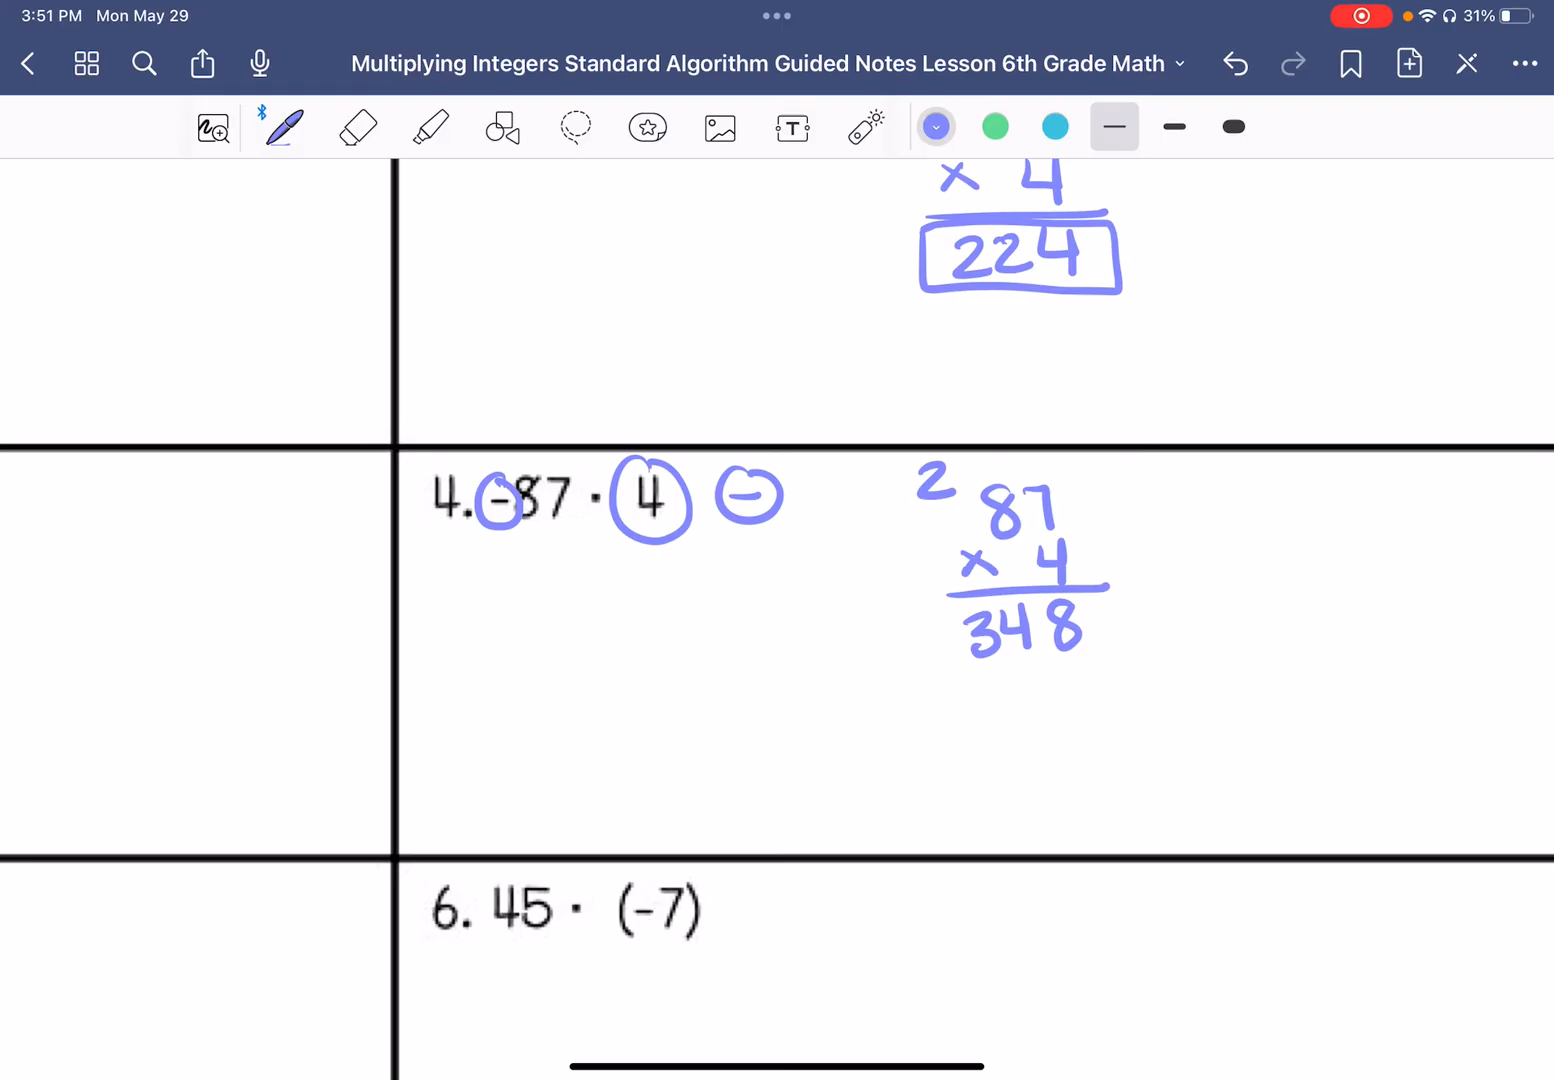 3:51 PM Mon May 29
31%
Multiplying Integers Standard Algorithm Guided Notes Lesson 6th Grade Math
T
× 4
224
4. -87 · 4 -
2
87
× 4
348
6. 45 · (-7)